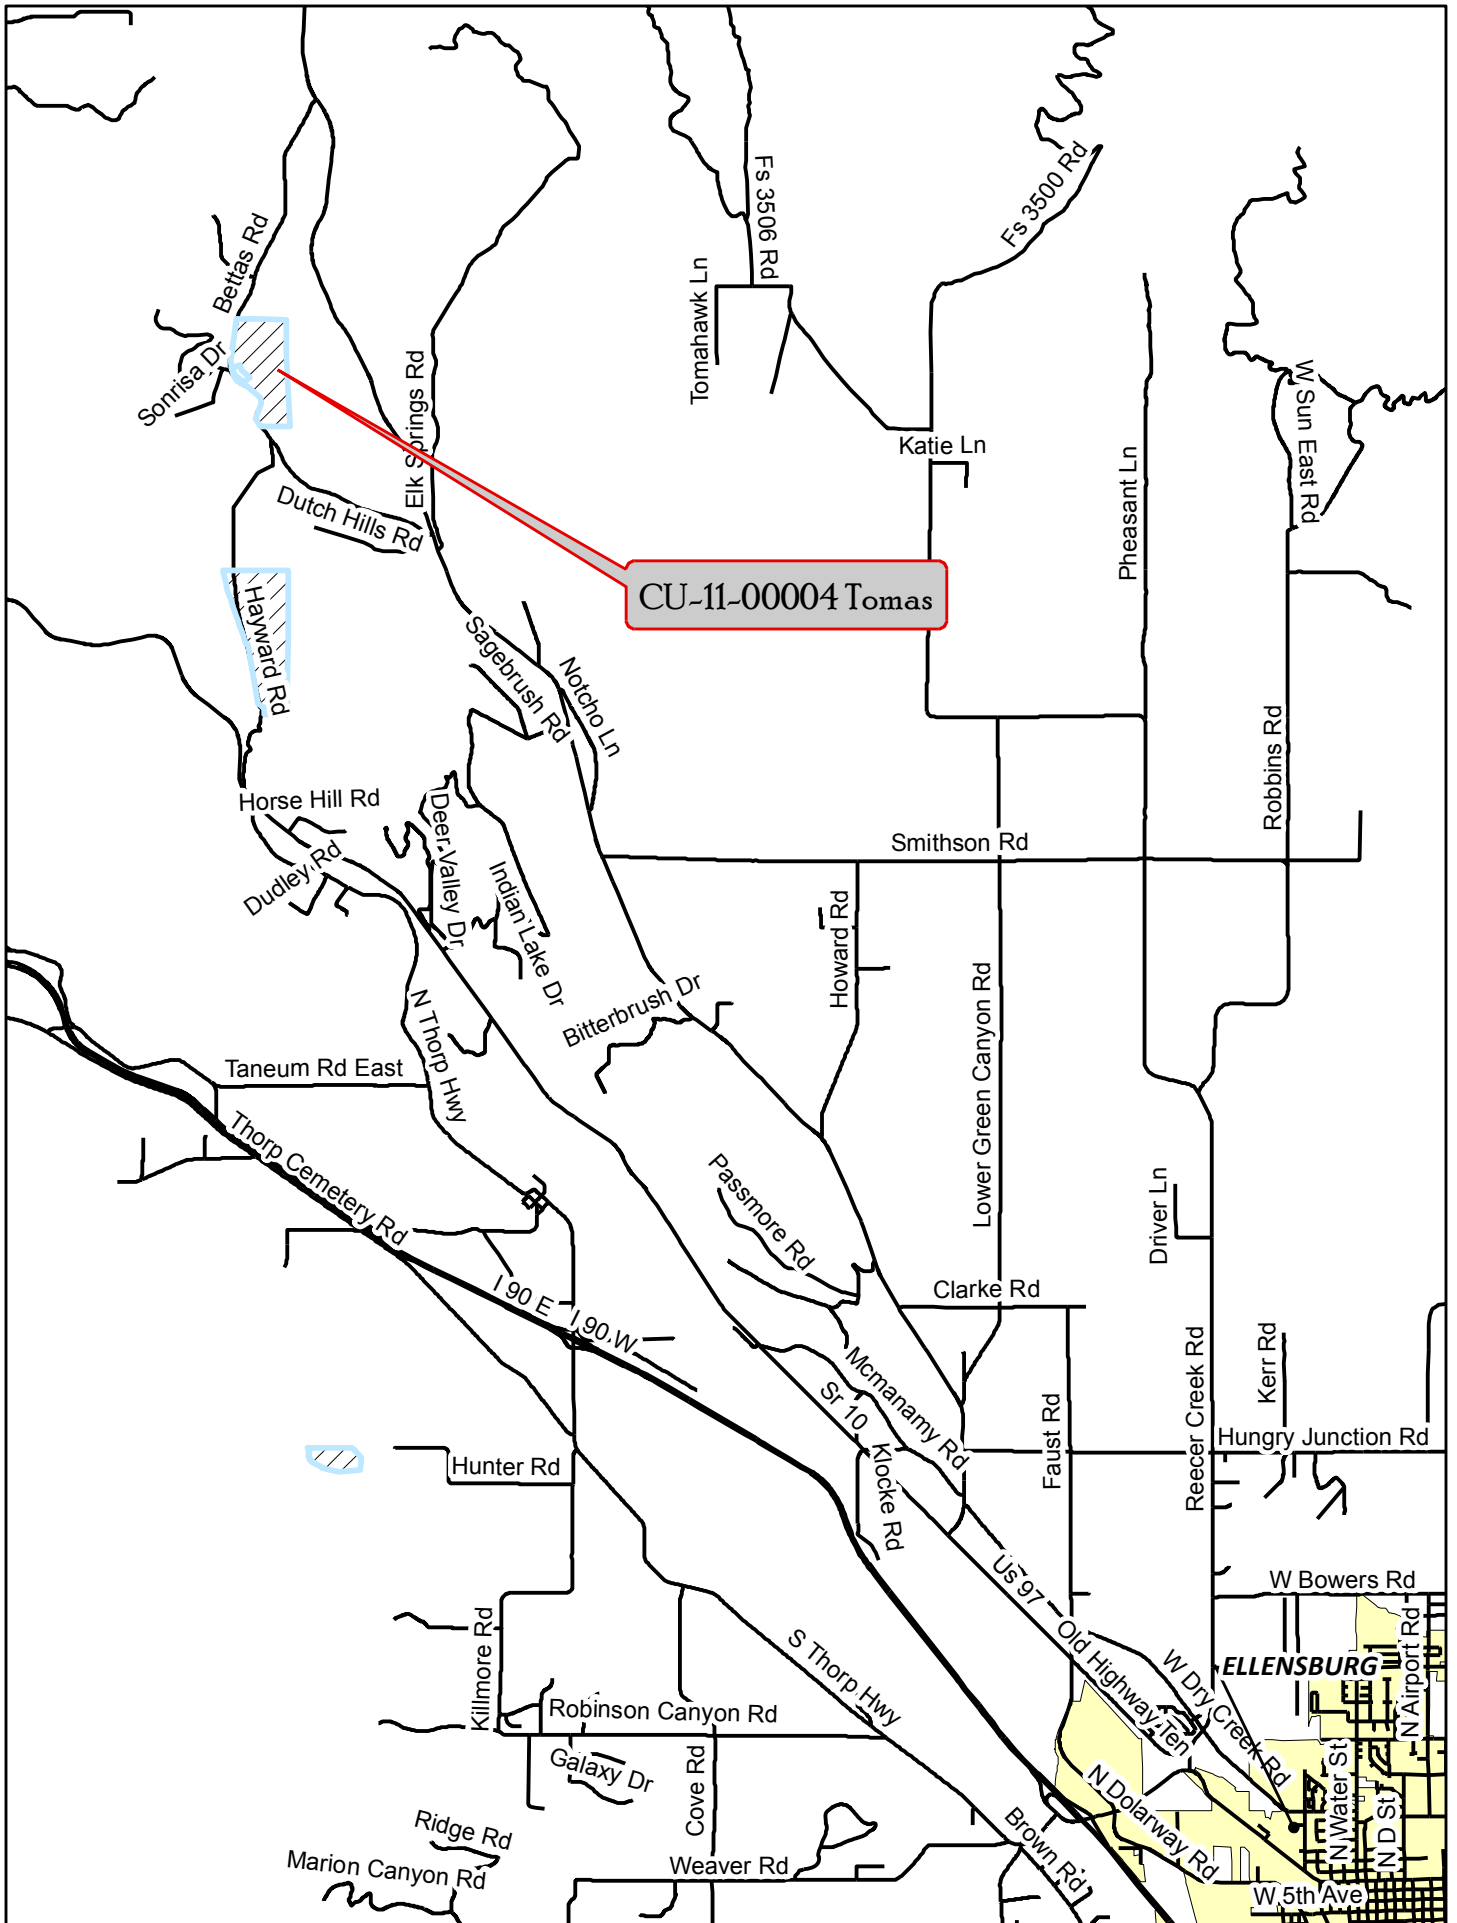 Fs 3506 Rd
Fs 3500 Rd
Bettas Rd
Tomahawk Ln
Sonrisa Dr
Elk Springs Rd
W Sun East Rd
Katie Ln
Pheasant Ln
Dutch Hills Rd
CU-11-00004 Tomas
Hayward Rd
Sagebrush Rd
Notcho Ln
Robbins Rd
Horse Hill Rd
Deer Valley Dr
Smithson Rd
Dudley Rd
Indian Lake Dr
Howard Rd
Lower Green Canyon Rd
N Thorp Hwy
Bitterbrush Dr
Taneum Rd East
Thorp Cemetery Rd
Passmore Rd
Driver Ln
I 90 E
I 90 W
Clarke Rd
Reecer Creek Rd
Kerr Rd
Mcmanamy Rd
Sr 10
Faust Rd
Hungry Junction Rd
Hunter Rd
Klocke Rd
Us 97
W Bowers Rd
Killmore Rd
S Thorp Hwy
Old Highway Ten
W Dry Creek Rd
ELLENSBURG
N Airport Rd
Robinson Canyon Rd
Galaxy Dr
Cove Rd
N Dolarway Rd
N Water St
N D St
Ridge Rd
Brown Rd
Marion Canyon Rd
Weaver Rd
W 5th Ave